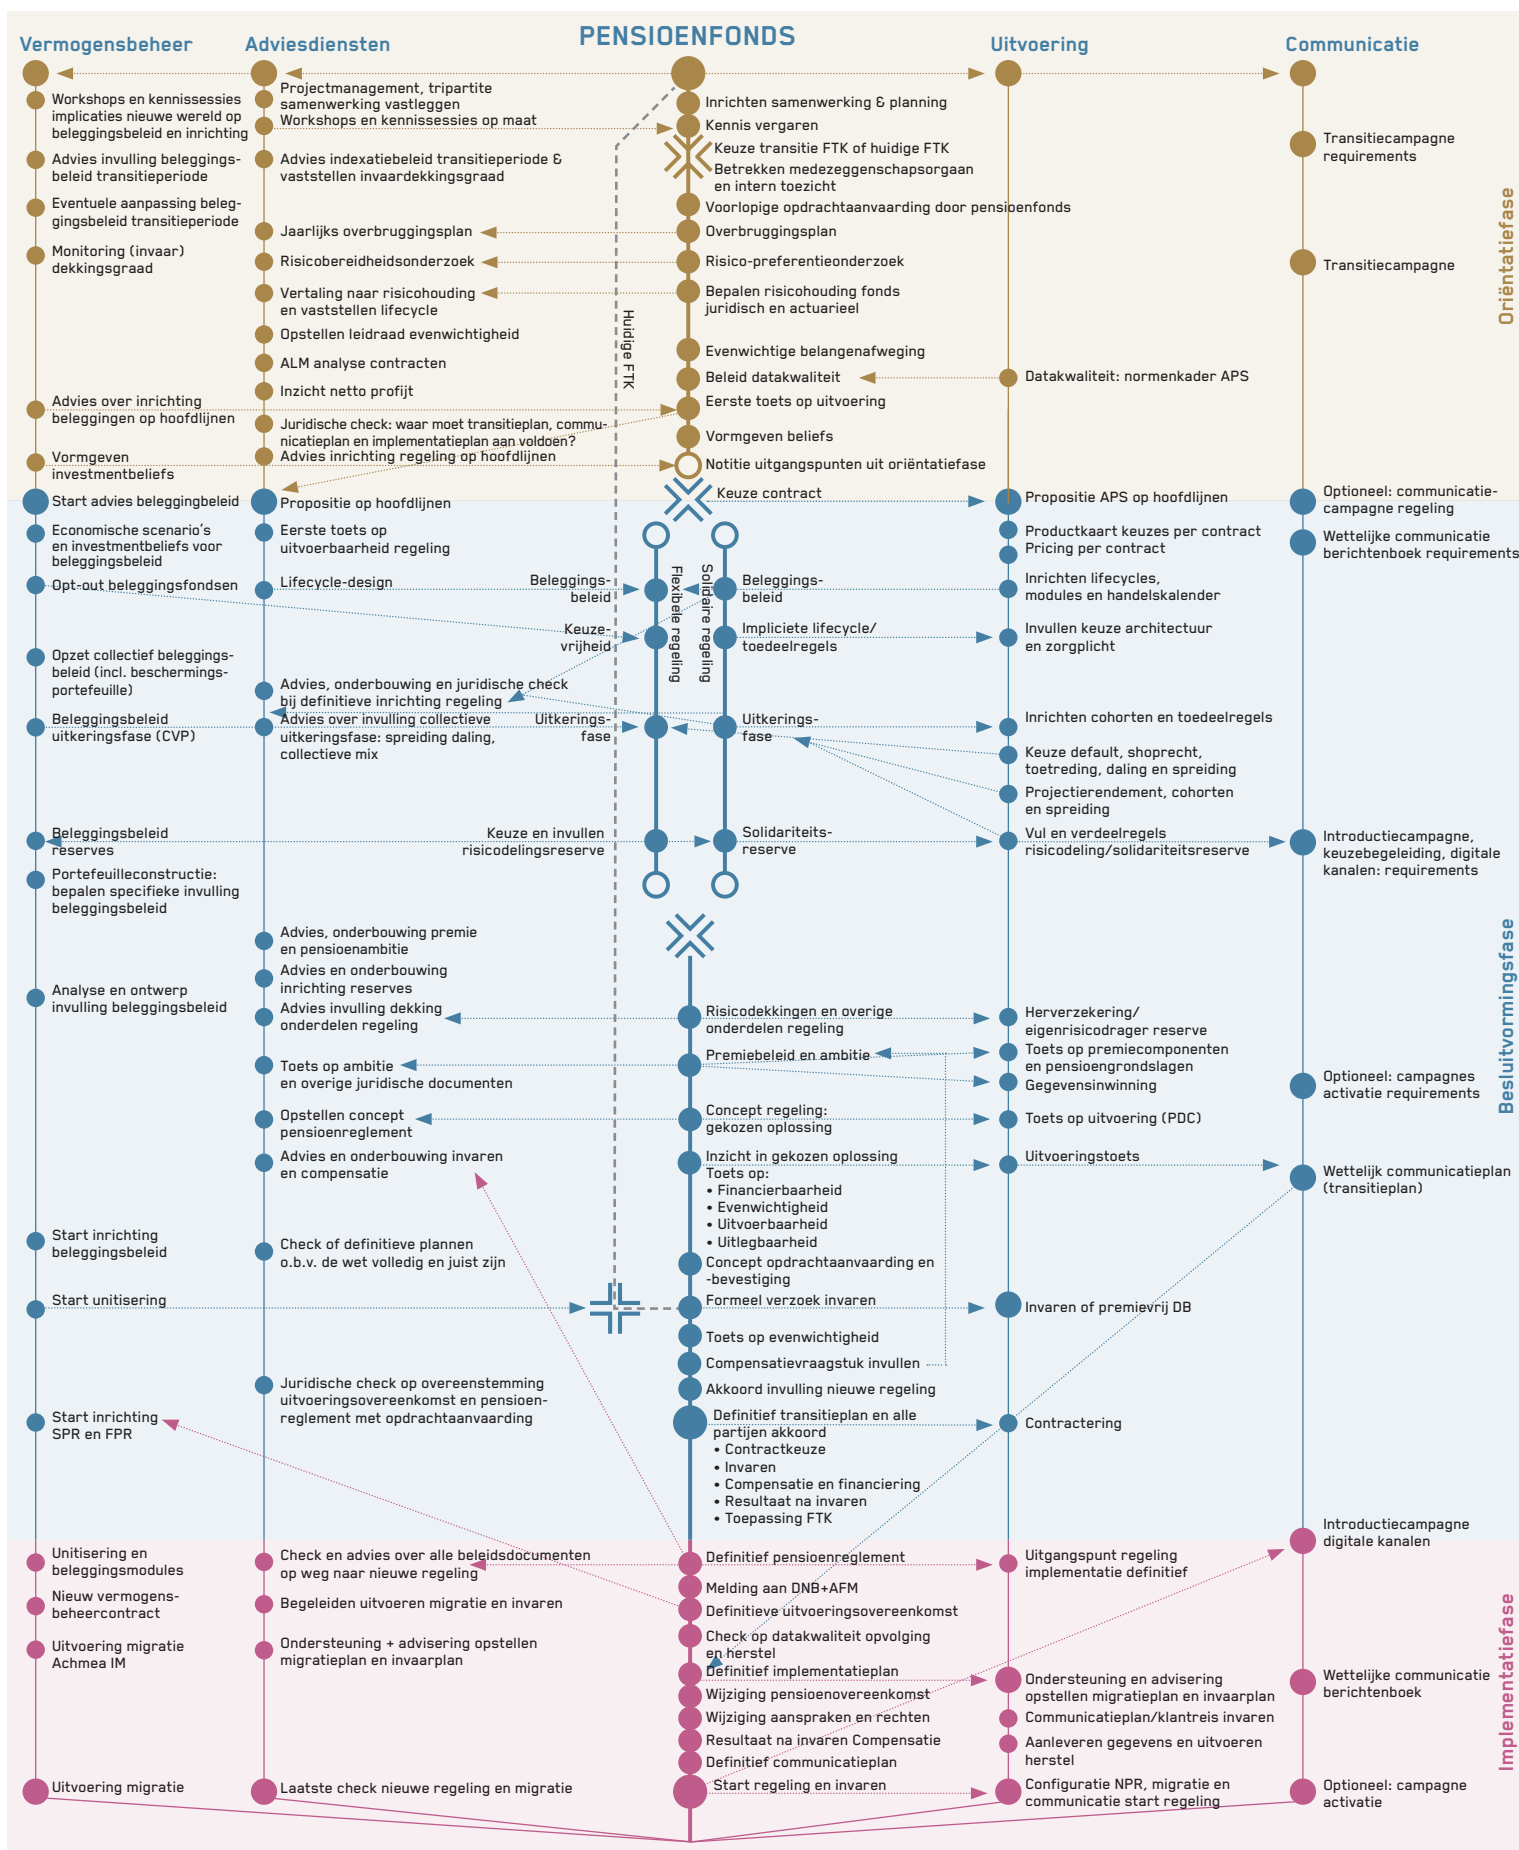 PENSIOENFONDS
Vermogensbeheer
Adviesdiensten
Uitvoering
Communicatie
Workshops en kennissessies
implicaties nieuwe wereld op
beleggingsbeleid en inrichting
Advies invulling beleggings-
beleid transitieperiode
Eventuele aanpassing beleg-
gingsbeleid transitieperiode
Monitoring (invaar)
dekkingsgraad
Advies over inrichting
beleggingen op hoofdlijnen
Vormgeven
investmentbeliefs
Projectmanagement, tripartite
samenwerking vastleggen
Workshops en kennissessies op maat
Advies indexatiebeleid transitieperiode &
vaststellen invaardekkingsgraad
Jaarlijks overbruggingsplan
Risicobereidheidsonderzoek
Vertaling naar risicohouding
en vaststellen lifecycle
Opstellen leidraad evenwichtigheid
ALM analyse contracten
Inzicht netto profijt
Juridische check: waar moet transitieplan, commu-
nicatieplan en implementatieplan aan voldoen?
Advies inrichting regeling op hoofdlijnen
Huidige FTK
Inrichten samenwerking & planning
Kennis vergaren
Keuze transitie FTK of huidige FTK
Betrekken medezeggenschapsorgaan
en intern toezicht
Voorlopige opdrachtaanvaarding door pensioenfonds
Overbruggingsplan
Risico-preferentieonderzoek
Bepalen risicohouding fonds
juridisch en actuarieel
Evenwichtige belangenafweging
Beleid datakwaliteit
Eerste toets op uitvoering
Vormgeven beliefs
Notitie uitgangspunten uit oriëntatiefase
Datakwaliteit: normenkader APS
Transitiecampagne
requirements
Transitiecampagne
Oriëntatiefase
Start advies beleggingbeleid
Economische scenario's
en investmentbeliefs voor
beleggingsbeleid
Opt-out beleggingsfondsen
Opzet collectief beleggings-
beleid (incl. beschermings-
portefeuille)
Beleggingsbeleid
uitkeringsfase (CVP)
Beleggingsbeleid
reserves
Portefeuilleconstructie:
bepalen specifieke invulling
beleggingsbeleid
Analyse en ontwerp
invulling beleggingsbeleid
Start inrichting
beleggingsbeleid
Start unitisering
Start inrichting
SPR en FPR
Propositie op hoofdlijnen
Eerste toets op
uitvoerbaarheid regeling
Lifecycle-design
Advies, onderbouwing en juridische check
bij definitieve inrichting regeling
Advies over invulling collectieve
uitkeringsfase: spreiding daling,
collectieve mix
Advies, onderbouwing premie
en pensioenambitie
Advies en onderbouwing
inrichting reserves
Advies invulling dekking
onderdelen regeling
Toets op ambitie
en overige juridische documenten
Opstellen concept
pensioenreglement
Advies en onderbouwing invaren
en compensatie
Check of definitieve plannen
o.b.v. de wet volledig en juist zijn
Juridische check op overeenstemming
uitvoeringsovereenkomst en pensioen-
reglement met opdrachtaanvaarding
Keuze contract
Beleggings-
beleid
Keuze-
vrijheid
Uitkerings-
fase
Keuze en invullen
risicodelingsreserve
Flexibele regeling
Solidaire regeling
Beleggings-
beleid
Impliciete lifecycle/
toedeelregels
Uitkerings-
fase
Solidariteits-
reserve
Risicodekkingen en overige
onderdelen regeling
Premiebeleid en ambitie
Concept regeling:
gekozen oplossing
Inzicht in gekozen oplossing
Toets op:
• Financierbaarheid
• Evenwichtigheid
• Uitvoerbaarheid
• Uitlegbaarheid
Concept opdrachtaanvaarding en
-bevestiging
Formeel verzoek invaren
Toets op evenwichtigheid
Compensatievraagstuk invullen
Akkoord invulling nieuwe regeling
Definitief transitieplan en alle
partijen akkoord
• Contractkeuze
• Invaren
• Compensatie en financiering
• Resultaat na invaren
• Toepassing FTK
Propositie APS op hoofdlijnen
Productkaart keuzes per contract
Pricing per contract
Inrichten lifecycles,
modules en handelskalender
Invullen keuze architectuur
en zorgplicht
Inrichten cohorten en toedeelregels
Keuze default, shoprecht,
toetreding, daling en spreiding
Projectierendement, cohorten
en spreiding
Vul en verdeelregels
risicodeling/solidariteitsreserve
Herverzekering/
eigenrisicodrager reserve
Toets op premiecomponenten
en pensioengrondslagen
Gegevensinwinning
Toets op uitvoering (PDC)
Uitvoeringstoets
Invaren of premievrij DB
Contractering
Optioneel: communicatie-
campagne regeling
Wettelijke communicatie
berichtenboek requirements
Introductiecampagne,
keuzebegeleiding, digitale
kanalen: requirements
Optioneel: campagnes
activatie requirements
Wettelijk communicatieplan
(transitieplan)
Besluitvormingsfase
Unitisering en
beleggingsmodules
Nieuw vermogens-
beheercontract
Uitvoering migratie
Achmea IM
Uitvoering migratie
Check en advies over alle beleidsdocumenten
op weg naar nieuwe regeling
Begeleiden uitvoeren migratie en invaren
Ondersteuning + advisering opstellen
migratieplan en invaarplan
Laatste check nieuwe regeling en migratie
Definitief pensioenreglement
Melding aan DNB+AFM
Definitieve uitvoeringsovereenkomst
Check op datakwaliteit opvolging
en herstel
Definitief implementatieplan
Wijziging pensioenovereenkomst
Wijziging aanspraken en rechten
Resultaat na invaren Compensatie
Definitief communicatieplan
Start regeling en invaren
Uitgangspunt regeling
implementatie definitief
Ondersteuning en advisering
opstellen migratieplan en invaarplan
Communicatieplan/klantreis invaren
Aanleveren gegevens en uitvoeren
herstel
Configuratie NPR, migratie en
communicatie start regeling
Introductiecampagne
digitale kanalen
Wettelijke communicatie
berichtenboek
Optioneel: campagne
activatie
Implementatiefase